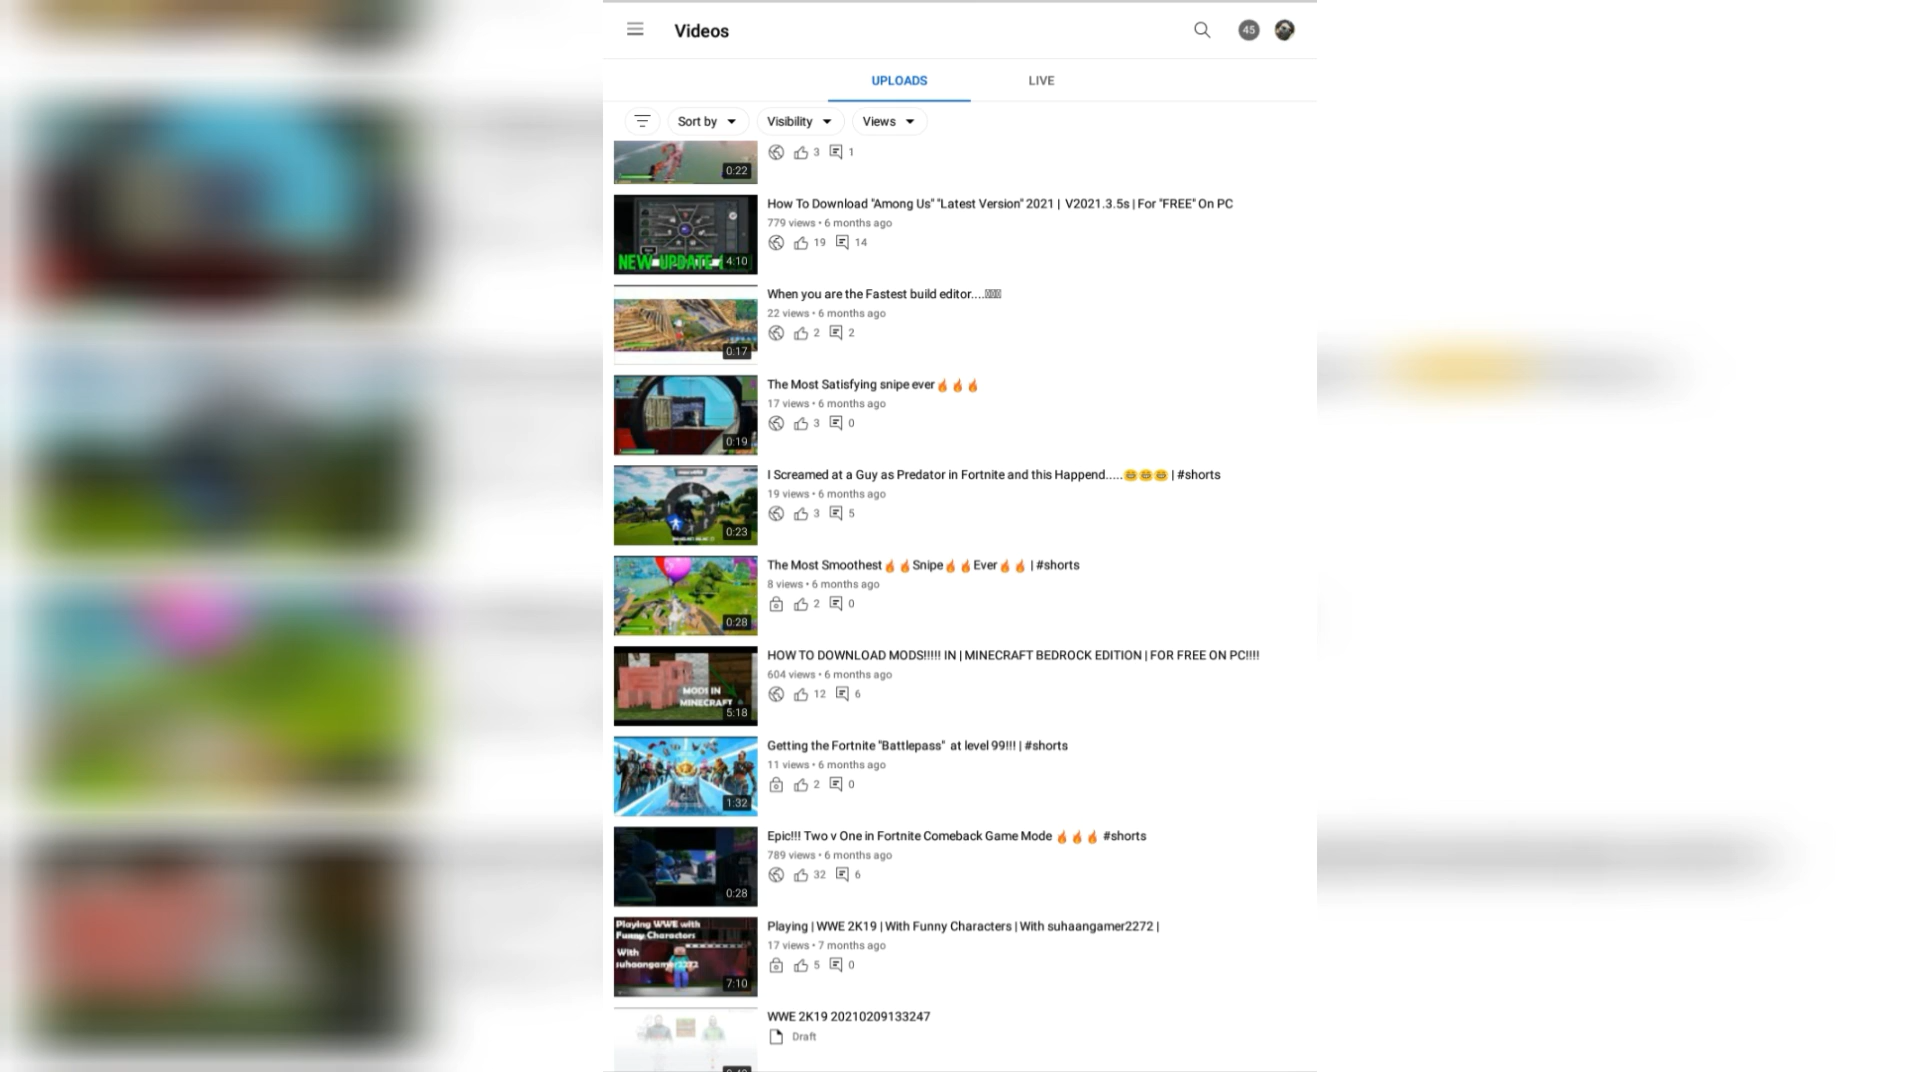 Videos
45
UPLOADS
LIVE
Sort by
Visibility
Views
0:22
3
1
How To Download "Among Us" "Latest Version" 2021 | V2021.3.5s | For "FREE" On PC
779 views • 6 months ago
19
14
NEW UPDATE
4:10
When you are the Fastest build editor....
22 views • 6 months ago
2
2
0:17
The Most Satisfying snipe ever🔥🔥🔥
17 views • 6 months ago
3
0
0:19
I Screamed at a Guy as Predator in Fortnite and this Happend.....😂😂😂 | #shorts
19 views • 6 months ago
3
5
0:23
The Most Smoothest🔥🔥Snipe🔥🔥Ever🔥🔥 | #shorts
8 views • 6 months ago
2
0
0:28
HOW TO DOWNLOAD MODS!!!!! IN | MINECRAFT BEDROCK EDITION | FOR FREE ON PC!!!!
604 views • 6 months ago
12
6
MODI IN
MINECRAFT
5:18
Getting the Fortnite "Battlepass" at level 99!!! | #shorts
11 views • 6 months ago
2
0
1:32
Epic!!! Two v One in Fortnite Comeback Game Mode 🔥🔥🔥 #shorts
789 views • 6 months ago
32
6
0:28
Playing | WWE 2K19 | With Funny Characters | With suhaangamer2272 |
17 views • 7 months ago
5
0
Playing WWE with
Funny Characters
With
suhaangamer2272
7:10
WWE 2K19 20210209133247
Draft